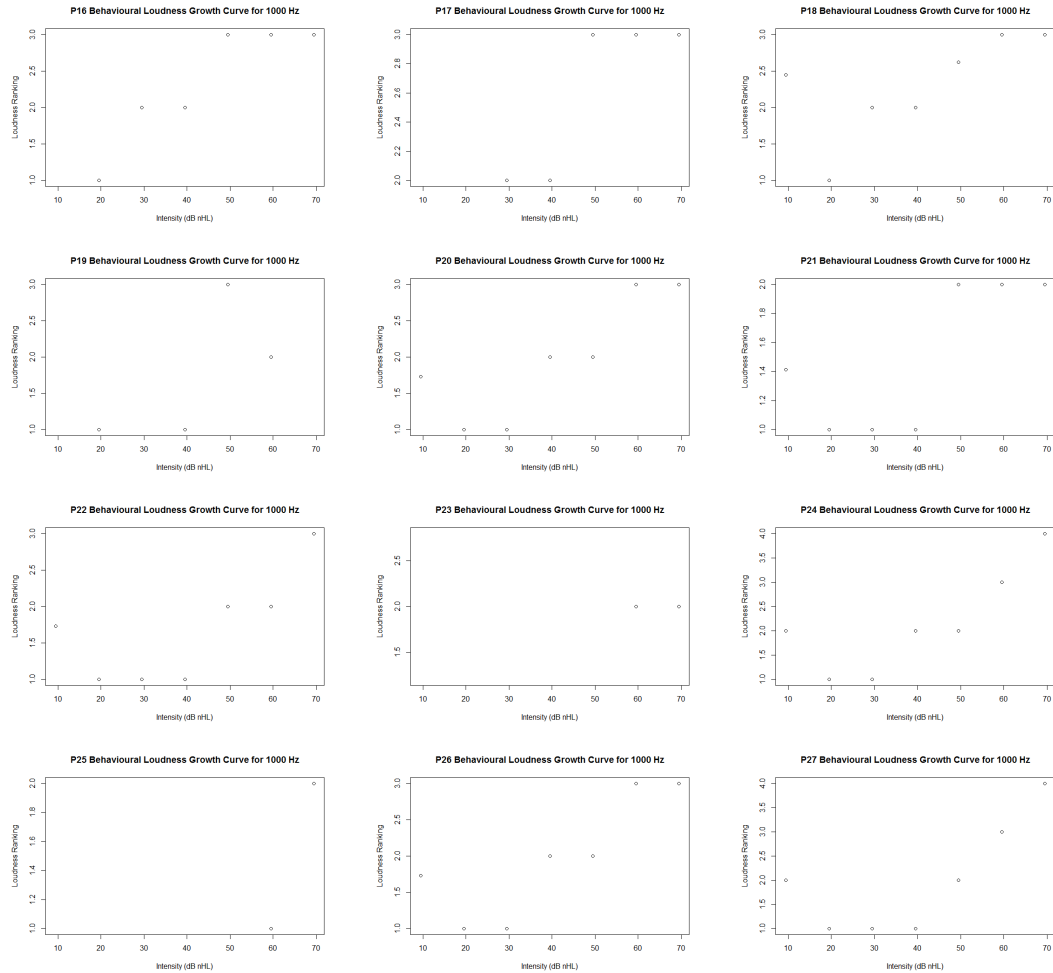 P16 Behavioural Loudness Growth Curve for 1000 Hz
Loudness Ranking
3.0
2.5
2.0
1.5
1.0
10 20 30 40 50 60 70
Intensity (dB nHL)
P17 Behavioural Loudness Growth Curve for 1000 Hz
Loudness Ranking
3.0
2.8
2.6
2.4
2.2
2.0
10 20 30 40 50 60 70
Intensity (dB nHL)
P18 Behavioural Loudness Growth Curve for 1000 Hz
Loudness Ranking
3.0
2.5
2.0
1.5
1.0
10 20 30 40 50 60 70
Intensity (dB nHL)
P19 Behavioural Loudness Growth Curve for 1000 Hz
Loudness Ranking
3.0
2.5
2.0
1.5
1.0
10 20 30 40 50 60 70
Intensity (dB nHL)
P20 Behavioural Loudness Growth Curve for 1000 Hz
Loudness Ranking
3.0
2.5
2.0
1.5
1.0
10 20 30 40 50 60 70
Intensity (dB nHL)
P21 Behavioural Loudness Growth Curve for 1000 Hz
Loudness Ranking
2.0
1.8
1.6
1.4
1.2
1.0
10 20 30 40 50 60 70
Intensity (dB nHL)
P22 Behavioural Loudness Growth Curve for 1000 Hz
Loudness Ranking
3.0
2.5
2.0
1.5
1.0
10 20 30 40 50 60 70
Intensity (dB nHL)
P23 Behavioural Loudness Growth Curve for 1000 Hz
Loudness Ranking
2.5
2.0
1.5
10 20 30 40 50 60 70
Intensity (dB nHL)
P24 Behavioural Loudness Growth Curve for 1000 Hz
Loudness Ranking
4.0
3.5
3.0
2.5
2.0
1.5
1.0
10 20 30 40 50 60 70
Intensity (dB nHL)
P25 Behavioural Loudness Growth Curve for 1000 Hz
Loudness Ranking
2.0
1.8
1.6
1.4
1.2
1.0
10 20 30 40 50 60 70
Intensity (dB nHL)
P26 Behavioural Loudness Growth Curve for 1000 Hz
Loudness Ranking
3.0
2.5
2.0
1.5
1.0
10 20 30 40 50 60 70
Intensity (dB nHL)
P27 Behavioural Loudness Growth Curve for 1000 Hz
Loudness Ranking
4.0
3.5
3.0
2.5
2.0
1.5
1.0
10 20 30 40 50 60 70
Intensity (dB nHL)